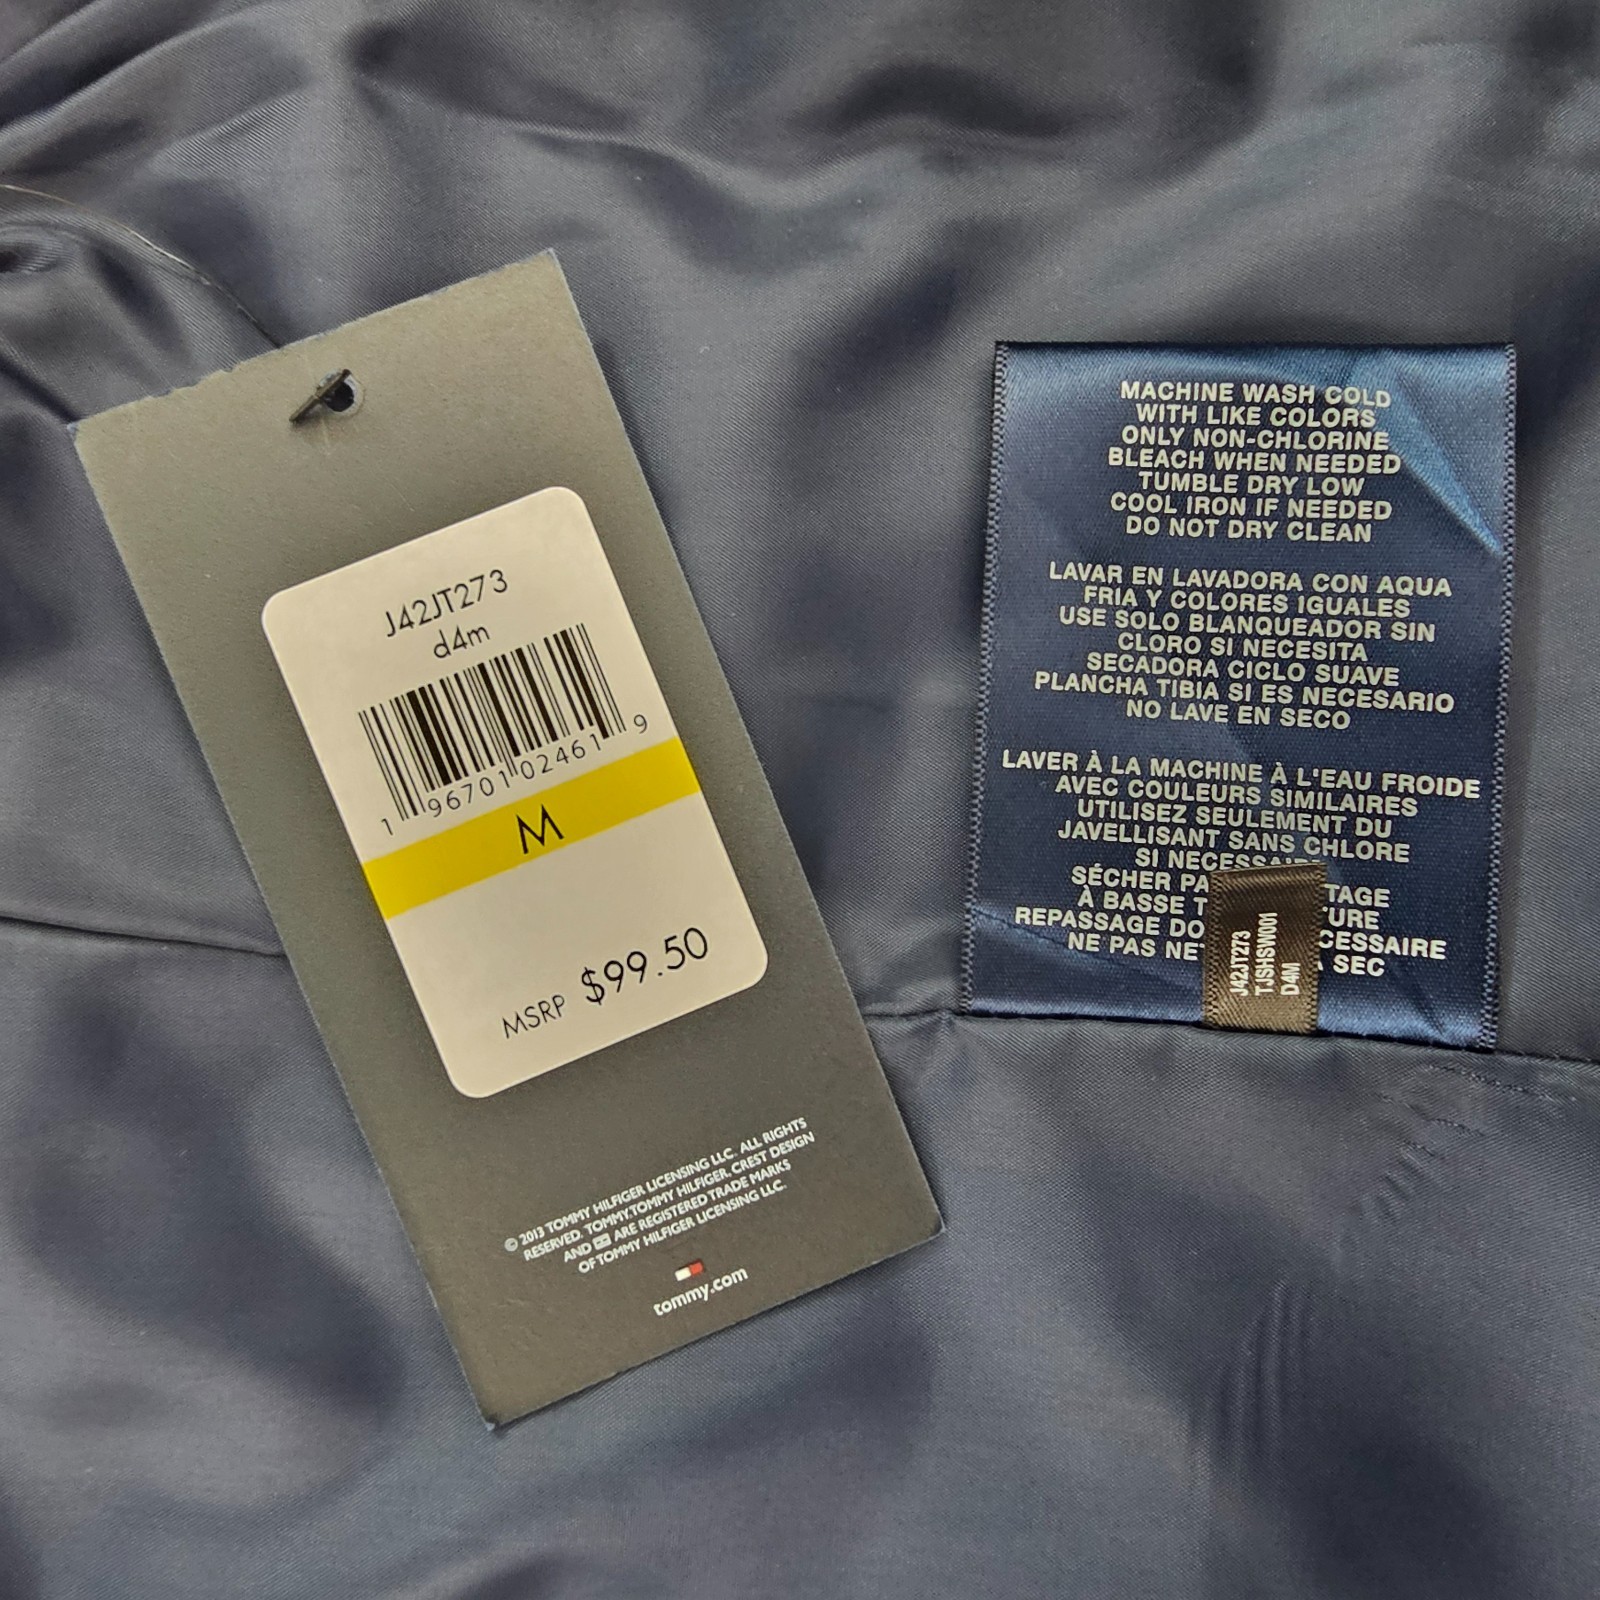 J42JT273
d4m
1 96701 02461 9
M
MSRP $99.50
© 2013 TOMMY HILFIGER LICENSING LLC. ALL RIGHTS
RESERVED. TOMMY,TOMMY HILFIGER, CREST DESIGN
AND ARE REGISTERED TRADE MARKS
OF TOMMY HILFIGER LICENSING LLC.
tommy.com
MACHINE WASH COLD
WITH LIKE COLORS
ONLY NON-CHLORINE
BLEACH WHEN NEEDED
TUMBLE DRY LOW
COOL IRON IF NEEDED
DO NOT DRY CLEAN
LAVAR EN LAVADORA CON AQUA
FRIA Y COLORES IGUALES
USE SOLO BLANQUEADOR SIN
CLORO SI NECESITA
SECADORA CICLO SUAVE
PLANCHA TIBIA SI ES NECESARIO
NO LAVE EN SECO
LAVER À LA MACHINE À L'EAU FROIDE
AVEC COULEURS SIMILAIRES
UTILISEZ SEULEMENT DU
JAVELLISANT SANS CHLORE
SI
SÉCHER
À BASSE
REPASSAGE
NE PAS
SEC
J42JT273
TJSHSW001
D4M